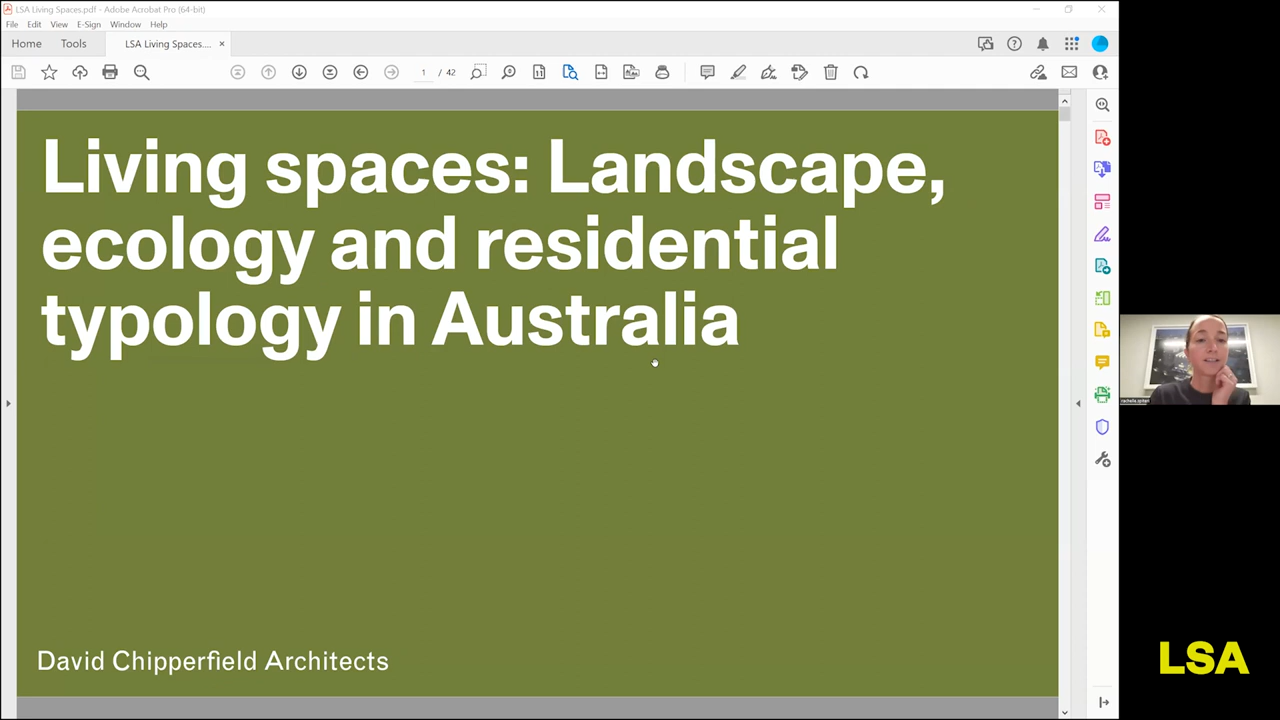 LSA Living Spaces.pdf - Adobe Acrobat Pro (64-bit)
File Edit View E-Sign Window Help
Home Tools LSA Living Spaces.... ×
1 / 42
Living spaces: Landscape,
ecology and residential
typology in Australia
David Chipperfield Architects
LSA